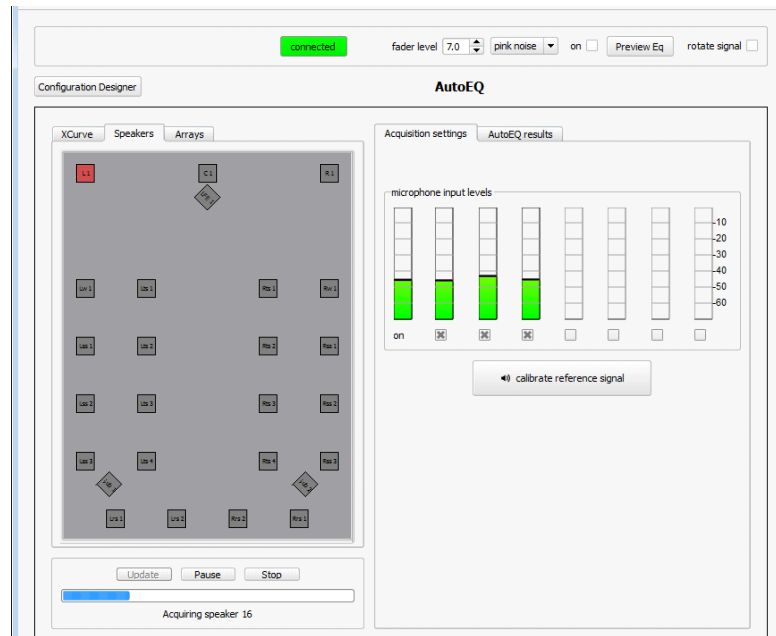 connected fader level 7.0 pink noise on Preview Eq rotate signal
Configuration Designer AutoEQ
XCurve Speakers Arrays Acquisition settings AutoEQ results
L 1 C 1 R 1
LFE 1
microphone input levels
-10
-20
-30
-40
-50
-60
on
Lw 1 Lts 1 Rts 1 Rw 1
Lss 1 Lts 2 Rts 2 Rss 1
calibrate reference signal
Lss 2 Lts 3 Rts 3 Rss 2
Lss 3 Lts 4 Rts 4 Rss 3
Lrs 1 Lrs 2 Rrs 2 Rrs 1
Update Pause Stop
Acquiring speaker 16